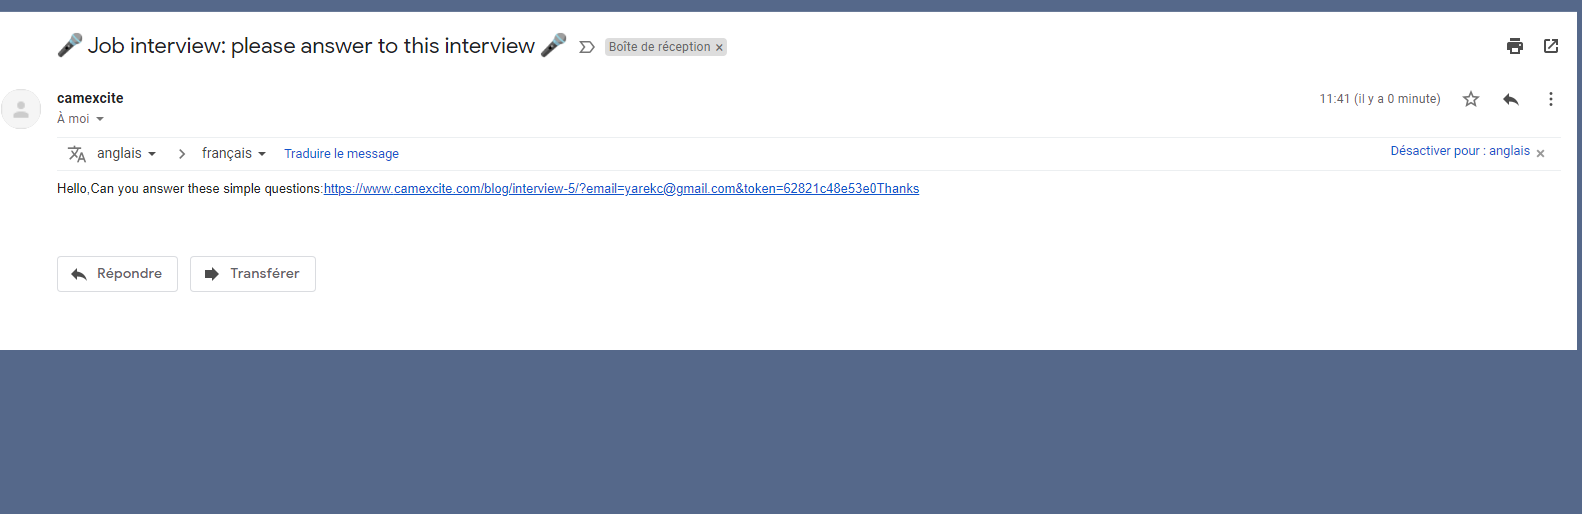 🎤 Job interview: please answer to this interview 🎤 Boîte de réception ×
camexcite
11:41 (il y a 0 minute)
À moi
anglais > français Traduire le message
Désactiver pour : anglais ×
Hello,Can you answer these simple questions:https://www.camexcite.com/blog/interview-5/?email=yarekc@gmail.com&token=62821c48e53e0Thanks
Répondre
Transférer